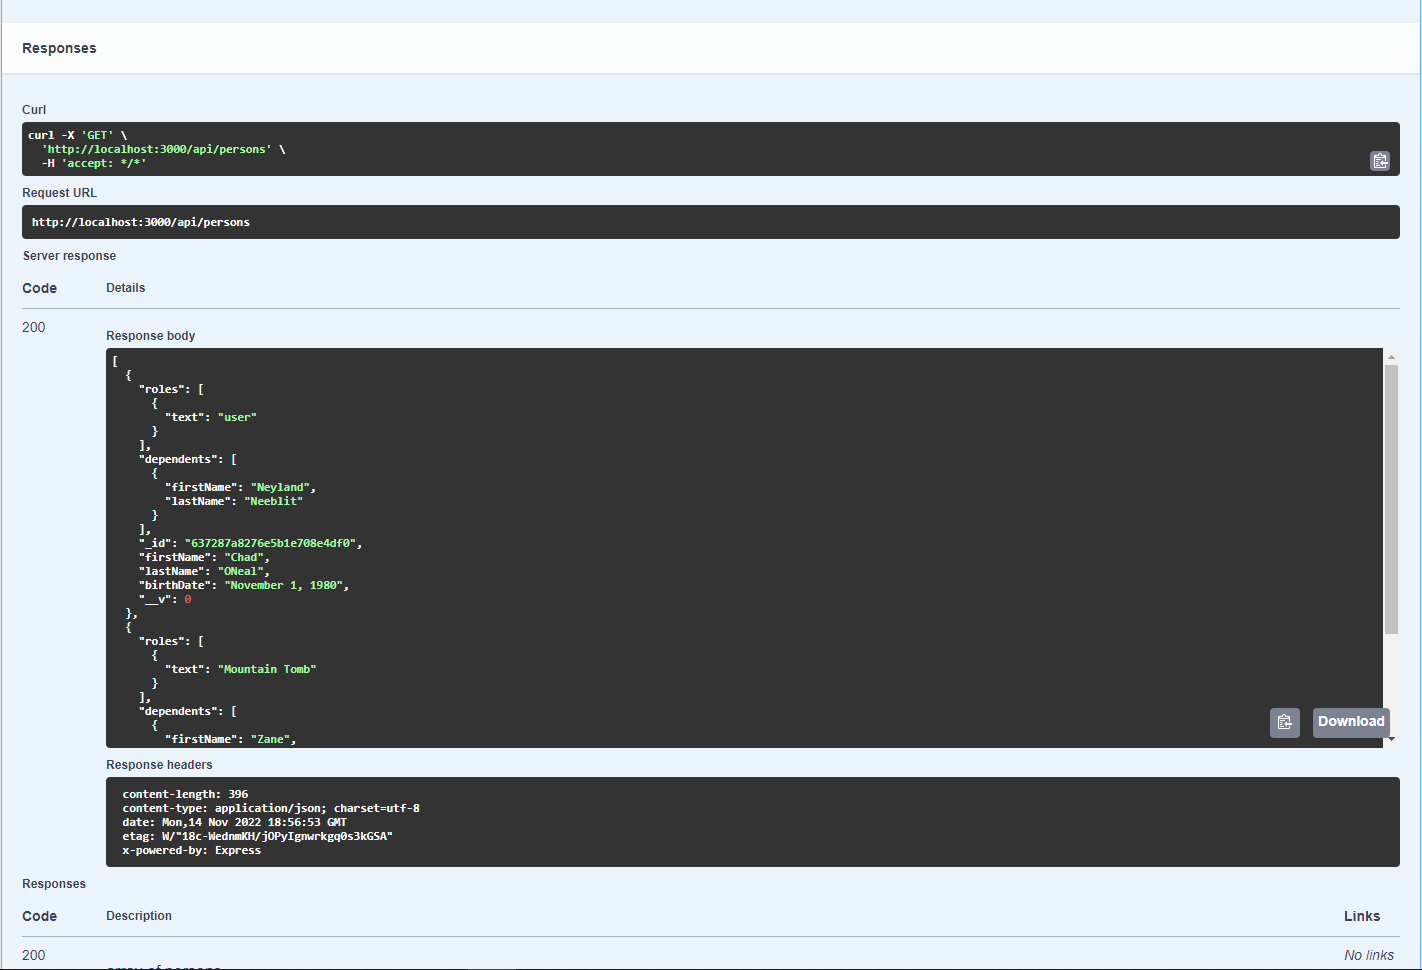 Responses
Curl
curl -X 'GET' \
  'http://localhost:3000/api/persons' \
  -H 'accept: */*'
Request URL
http://localhost:3000/api/persons
Server response
Code Details
200
Response body
[
  {
    "roles": [
      {
        "text": "user"
      }
    ],
    "dependents": [
      {
        "firstName": "Neyland",
        "lastName": "Neeblit"
      }
    ],
    "_id": "637287a8276e5b1e708e4df0",
    "firstName": "Chad",
    "lastName": "ONeal",
    "birthDate": "November 1, 1980",
    "__v": 0
  },
  {
    "roles": [
      {
        "text": "Mountain Tomb"
      }
    ],
    "dependents": [
      {
        "firstName": "Zane",
Download
Response headers
content-length: 396
content-type: application/json; charset=utf-8
date: Mon,14 Nov 2022 18:56:53 GMT
etag: W/"18c-WednmKH/jOPyIgnwrkgq0s3kGSA"
x-powered-by: Express
Responses
Code Description Links
200 No links
array of persons